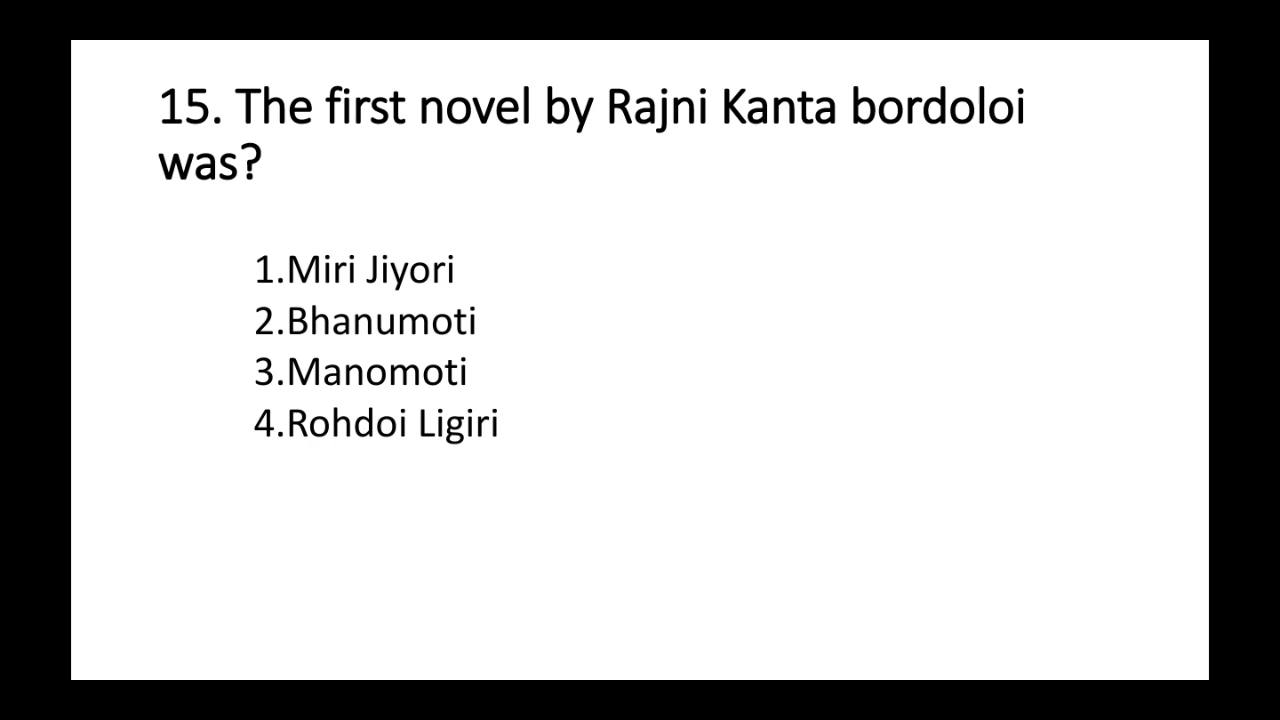 15. The first novel by Rajni Kanta bordoloi
was?
1.Miri Jiyori
2.Bhanumoti
3.Manomoti
4.Rohdoi Ligiri